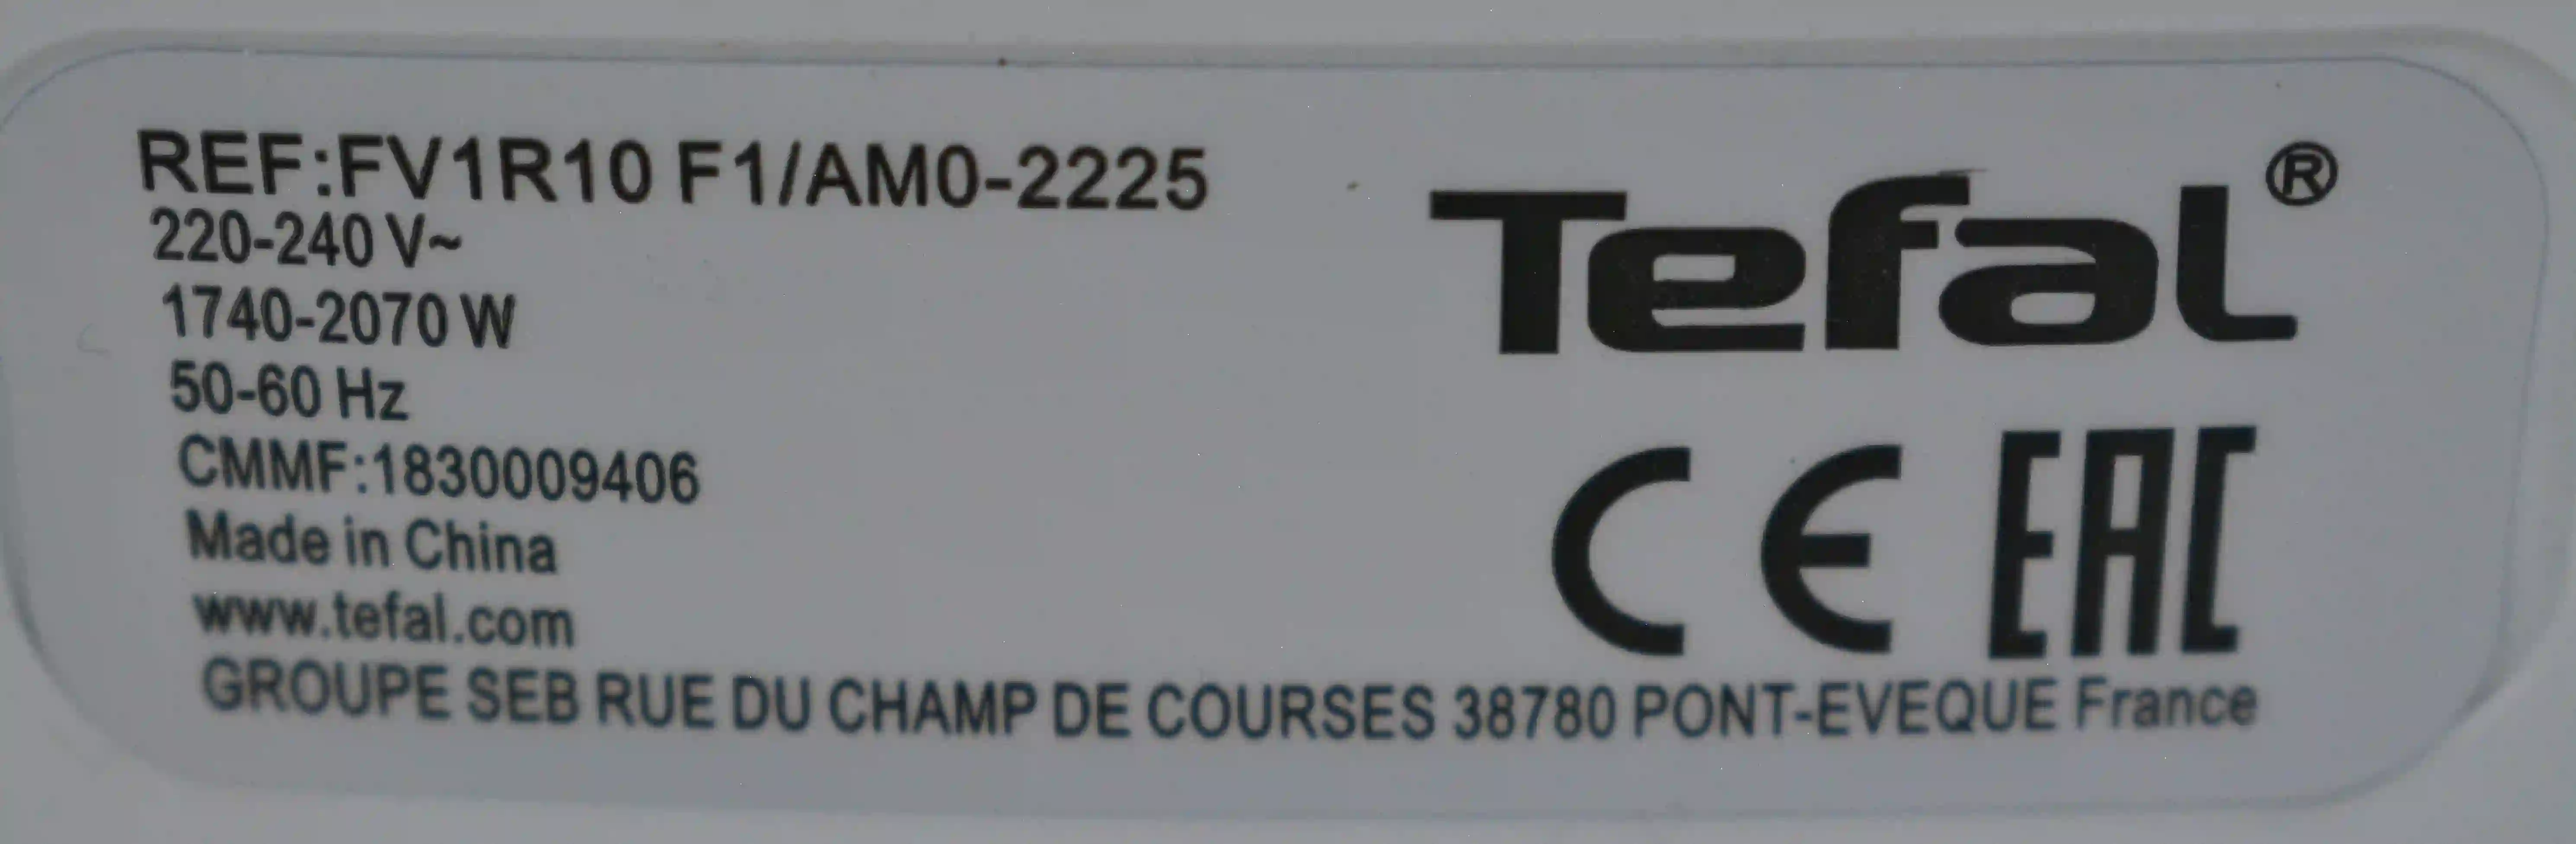 REF:FV1R10 F1/AM0-2225
220-240 V~
1740-2070 W
50-60 Hz
CMMF:1830009406
Made in China
www.tefal.com
GROUPE SEB RUE DU CHAMP DE COURSES 38780 PONT-EVEQUE France
Tefal®
CE EAC